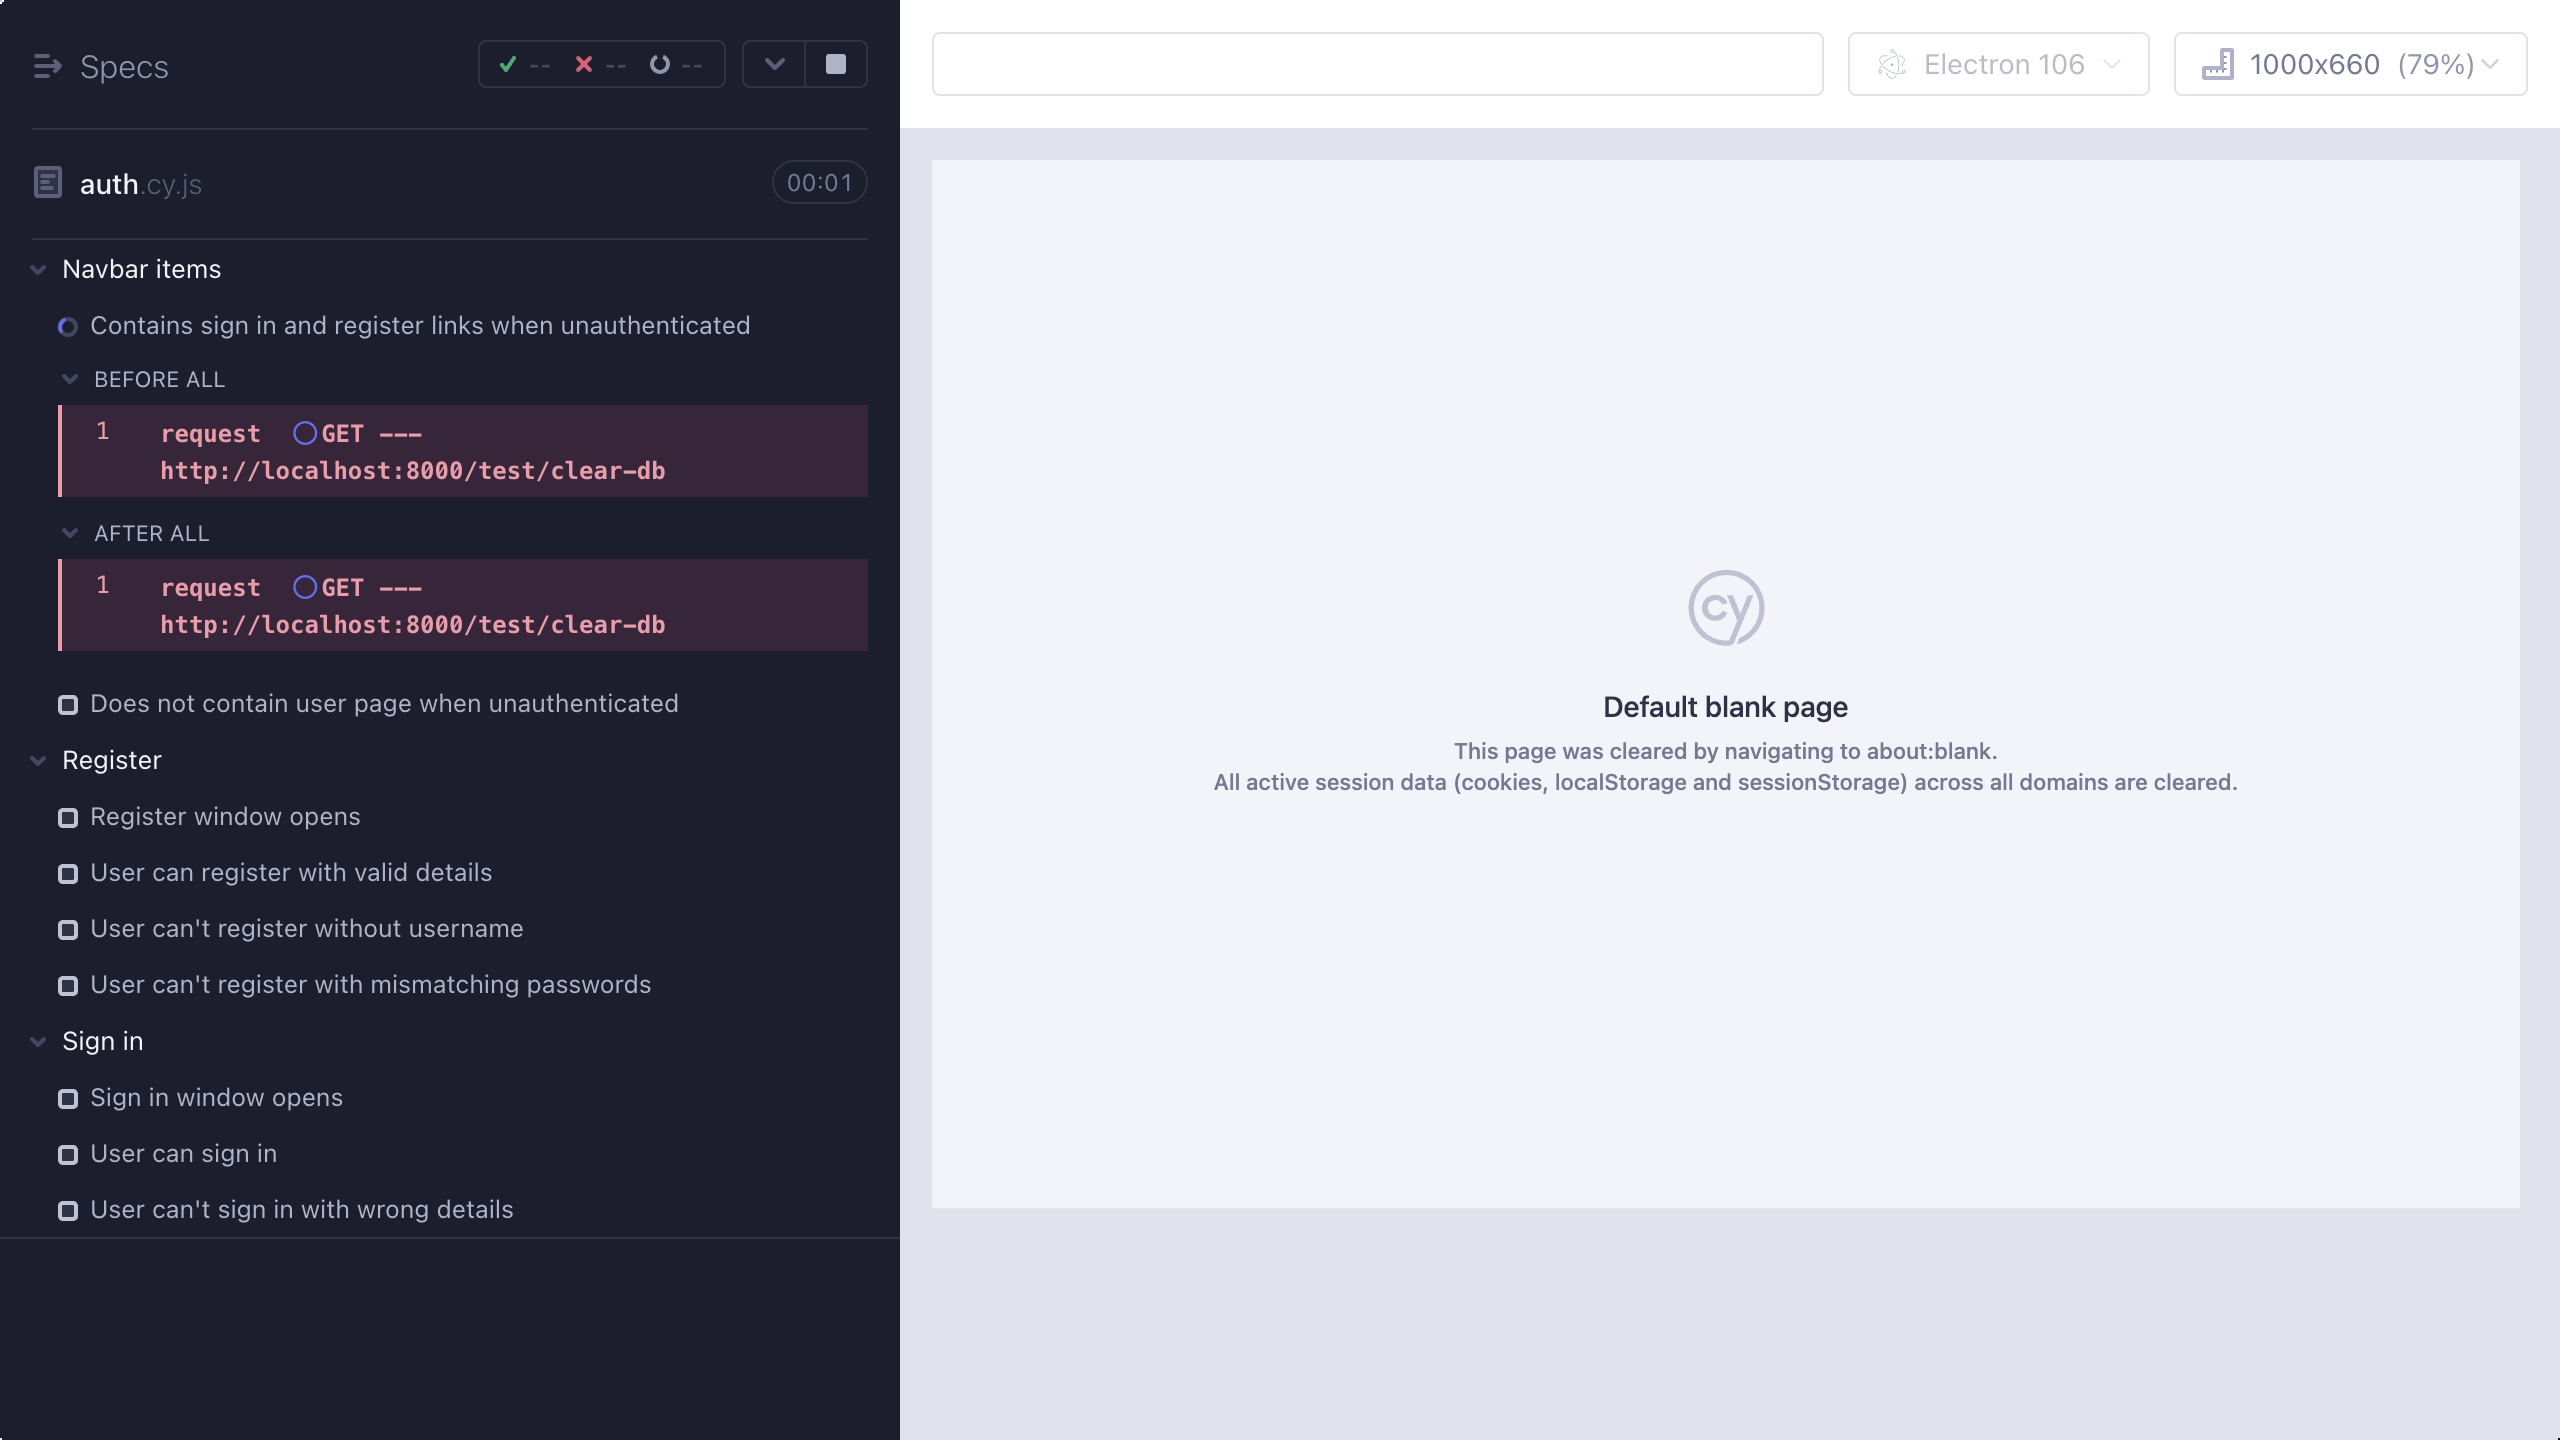 Specs
-- -- --
auth.cy.js
00:01
Navbar items
Contains sign in and register links when unauthenticated
BEFORE ALL
1 request GET ---
http://localhost:8000/test/clear-db
AFTER ALL
1 request GET ---
http://localhost:8000/test/clear-db
Does not contain user page when unauthenticated
Register
Register window opens
User can register with valid details
User can't register without username
User can't register with mismatching passwords
Sign in
Sign in window opens
User can sign in
User can't sign in with wrong details
Electron 106
1000x660 (79%)
cy
Default blank page
This page was cleared by navigating to about:blank.
All active session data (cookies, localStorage and sessionStorage) across all domains are cleared.